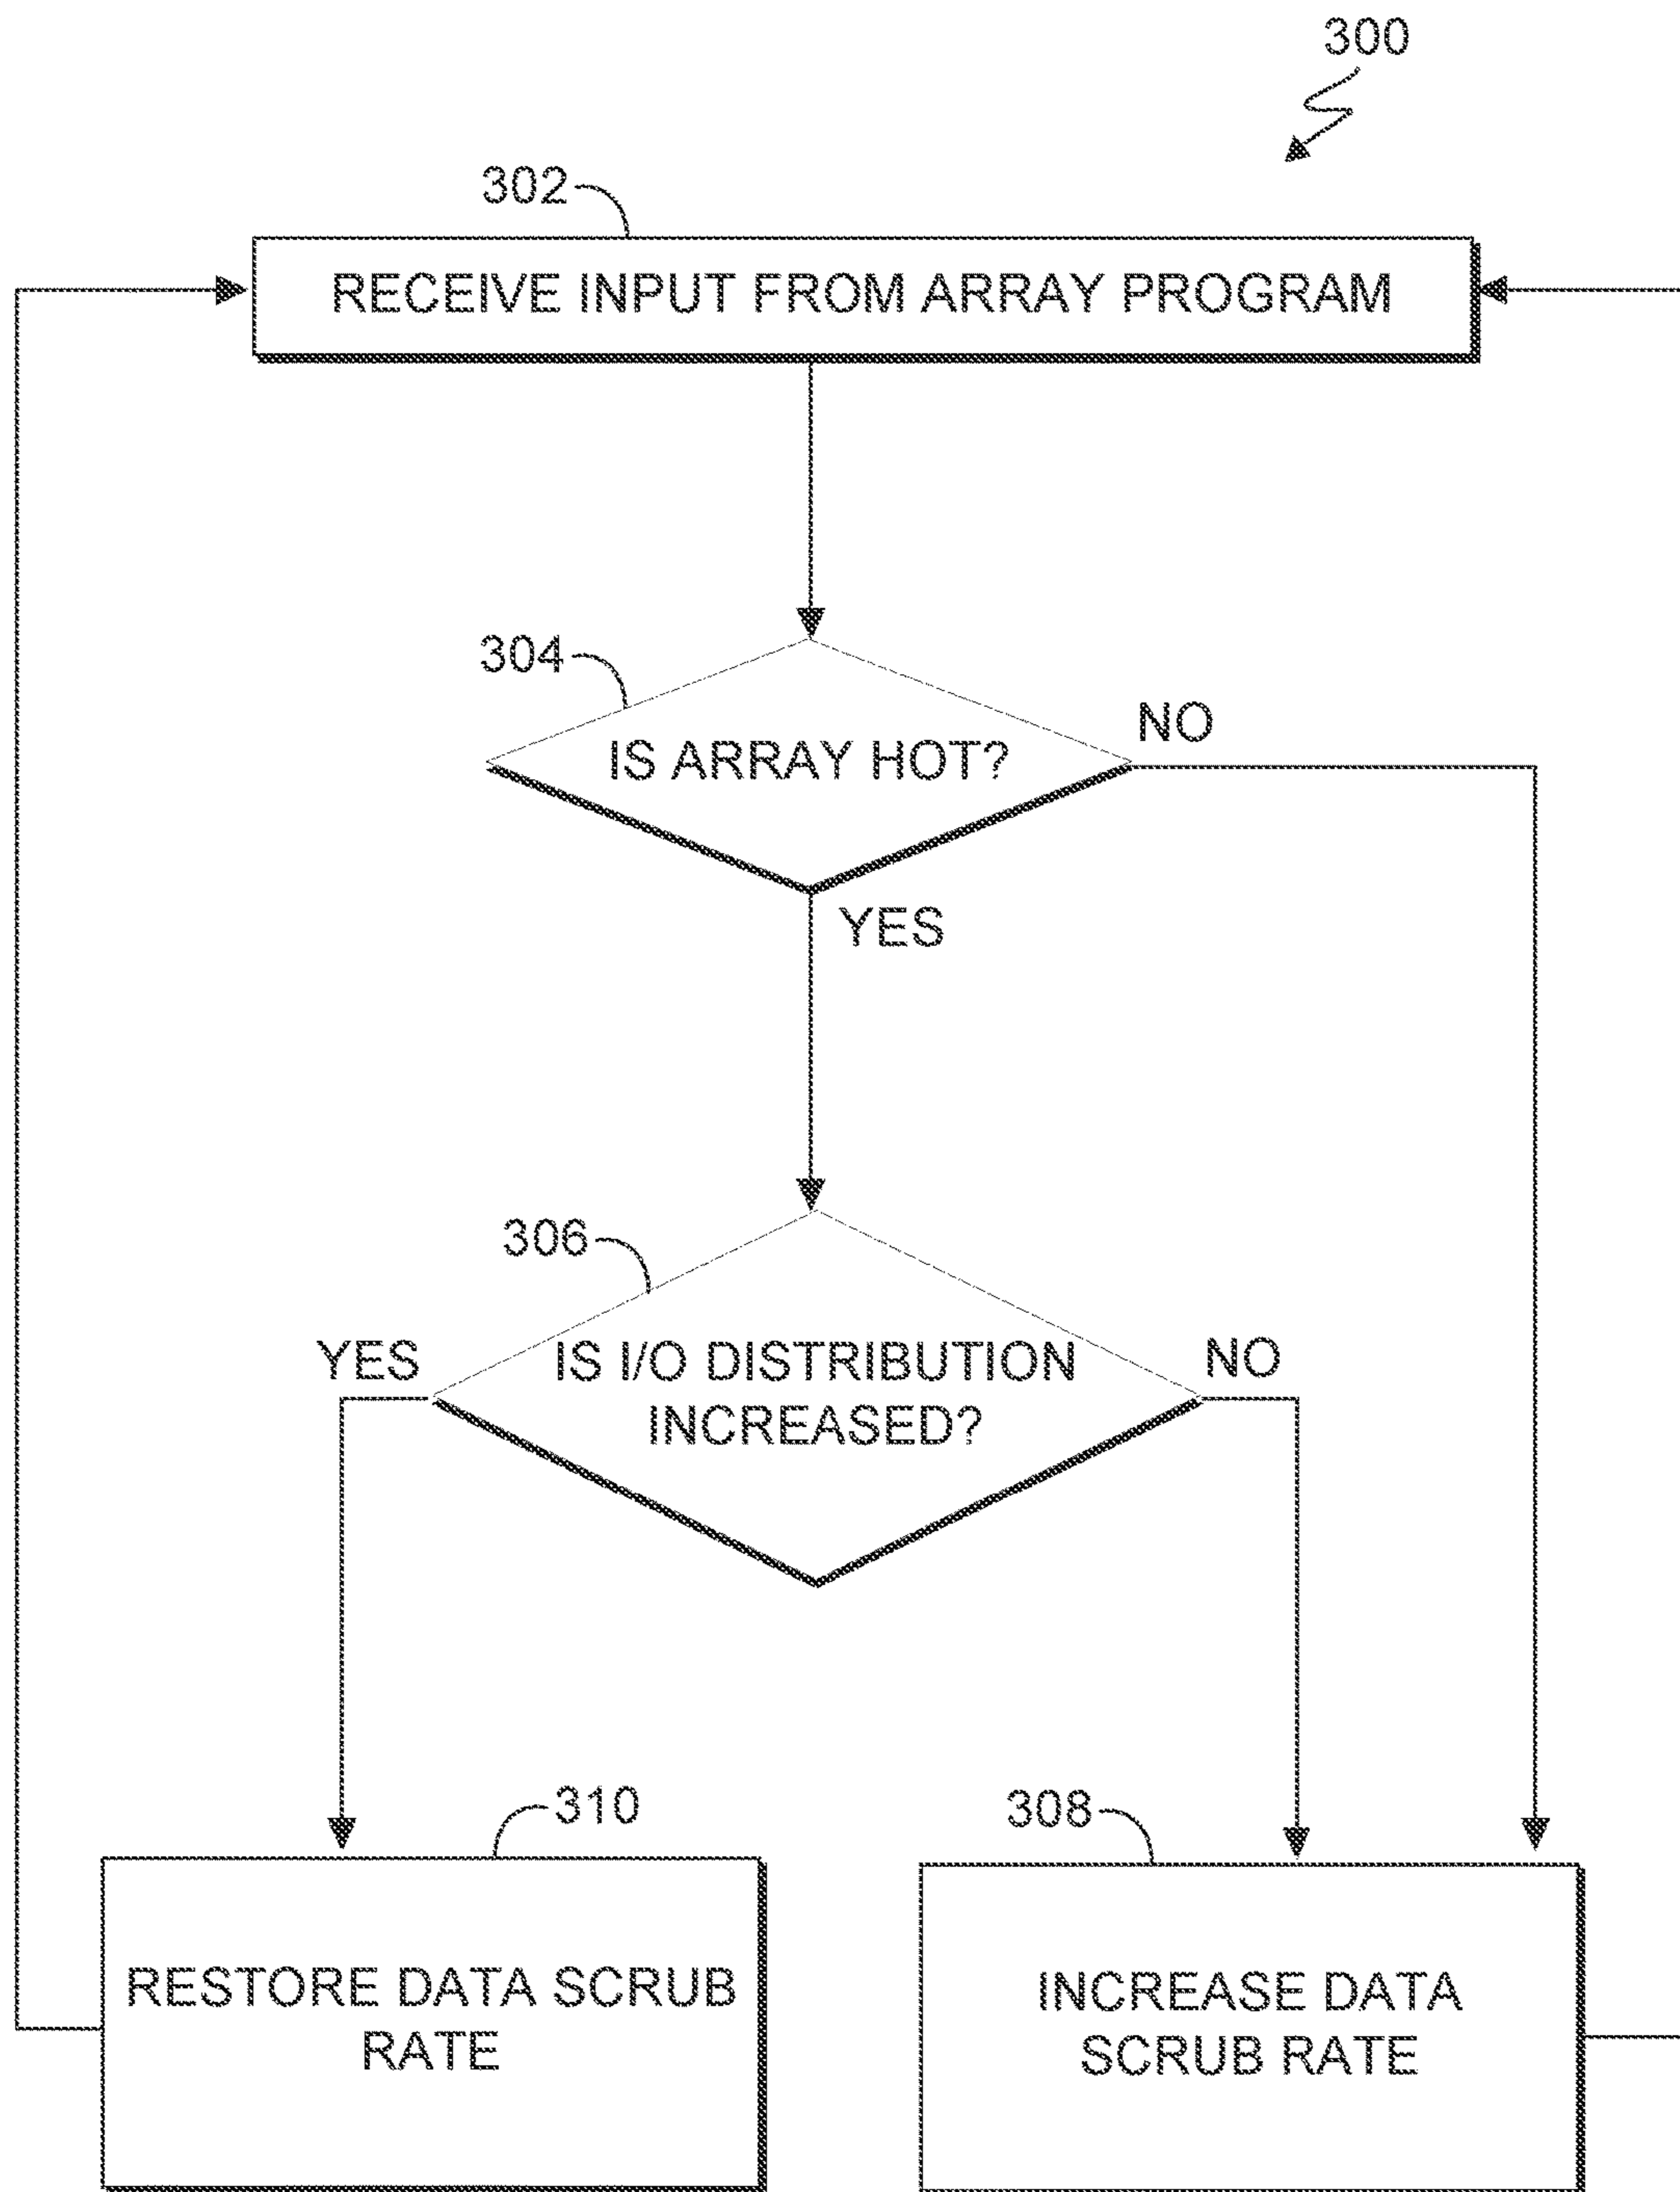 300
302
RECEIVE INPUT FROM ARRAY PROGRAM
304
IS ARRAY HOT?
NO
YES
306
YES
IS I/O DISTRIBUTION
INCREASED?
NO
310
RESTORE DATA SCRUB
RATE
308
INCREASE DATA
SCRUB RATE